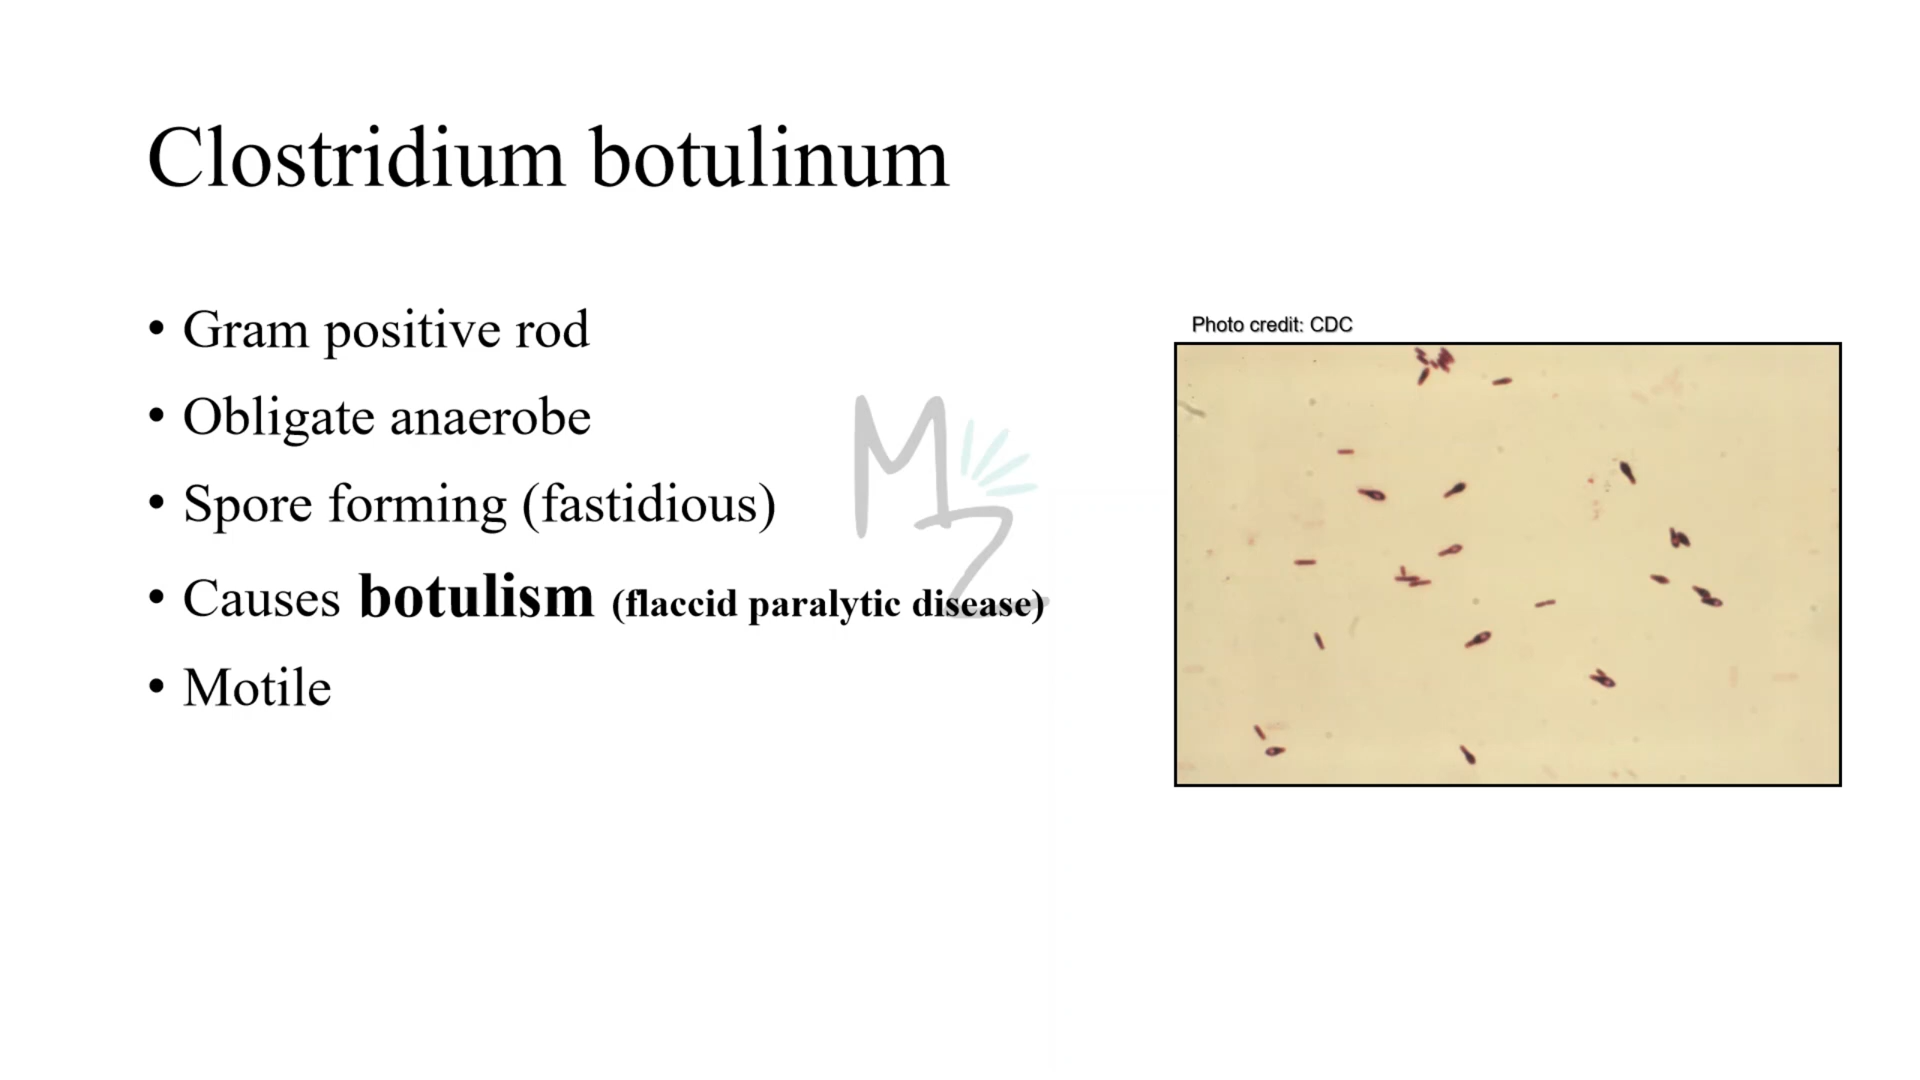 Clostridium botulinum
• Gram positive rod
• Obligate anaerobe
• Spore forming (fastidious)
• Causes botulism (flaccid paralytic disease)
• Motile
Photo credit: CDC
MZ